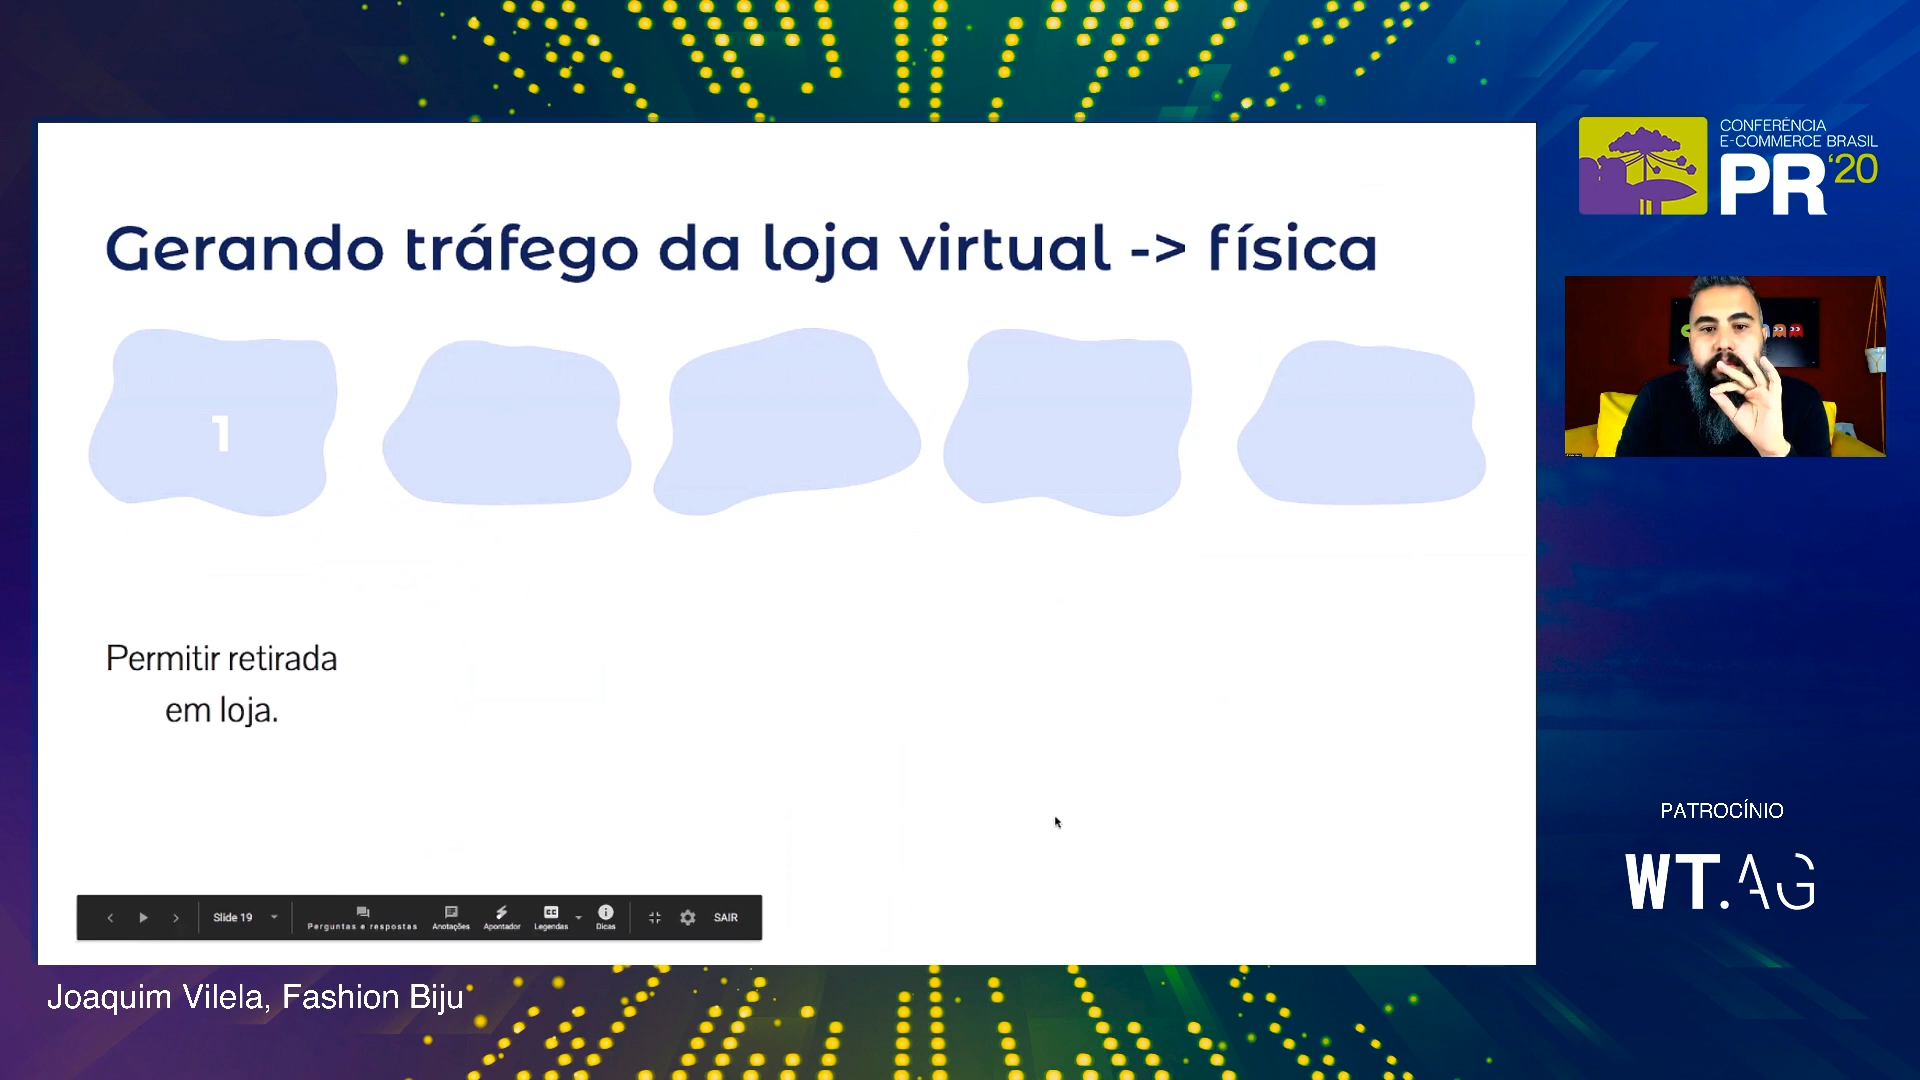 CONFERÊNCIA
E-COMMERCE BRASIL
PR'20
Gerando tráfego da loja virtual -> física
1
Permitir retirada
em loja.
PATROCÍNIO
WT.AG
Slide 19
Perguntas e respostas
Anotações
Apontador
Legendas
Dicas
SAIR
Joaquim Vilela, Fashion Biju